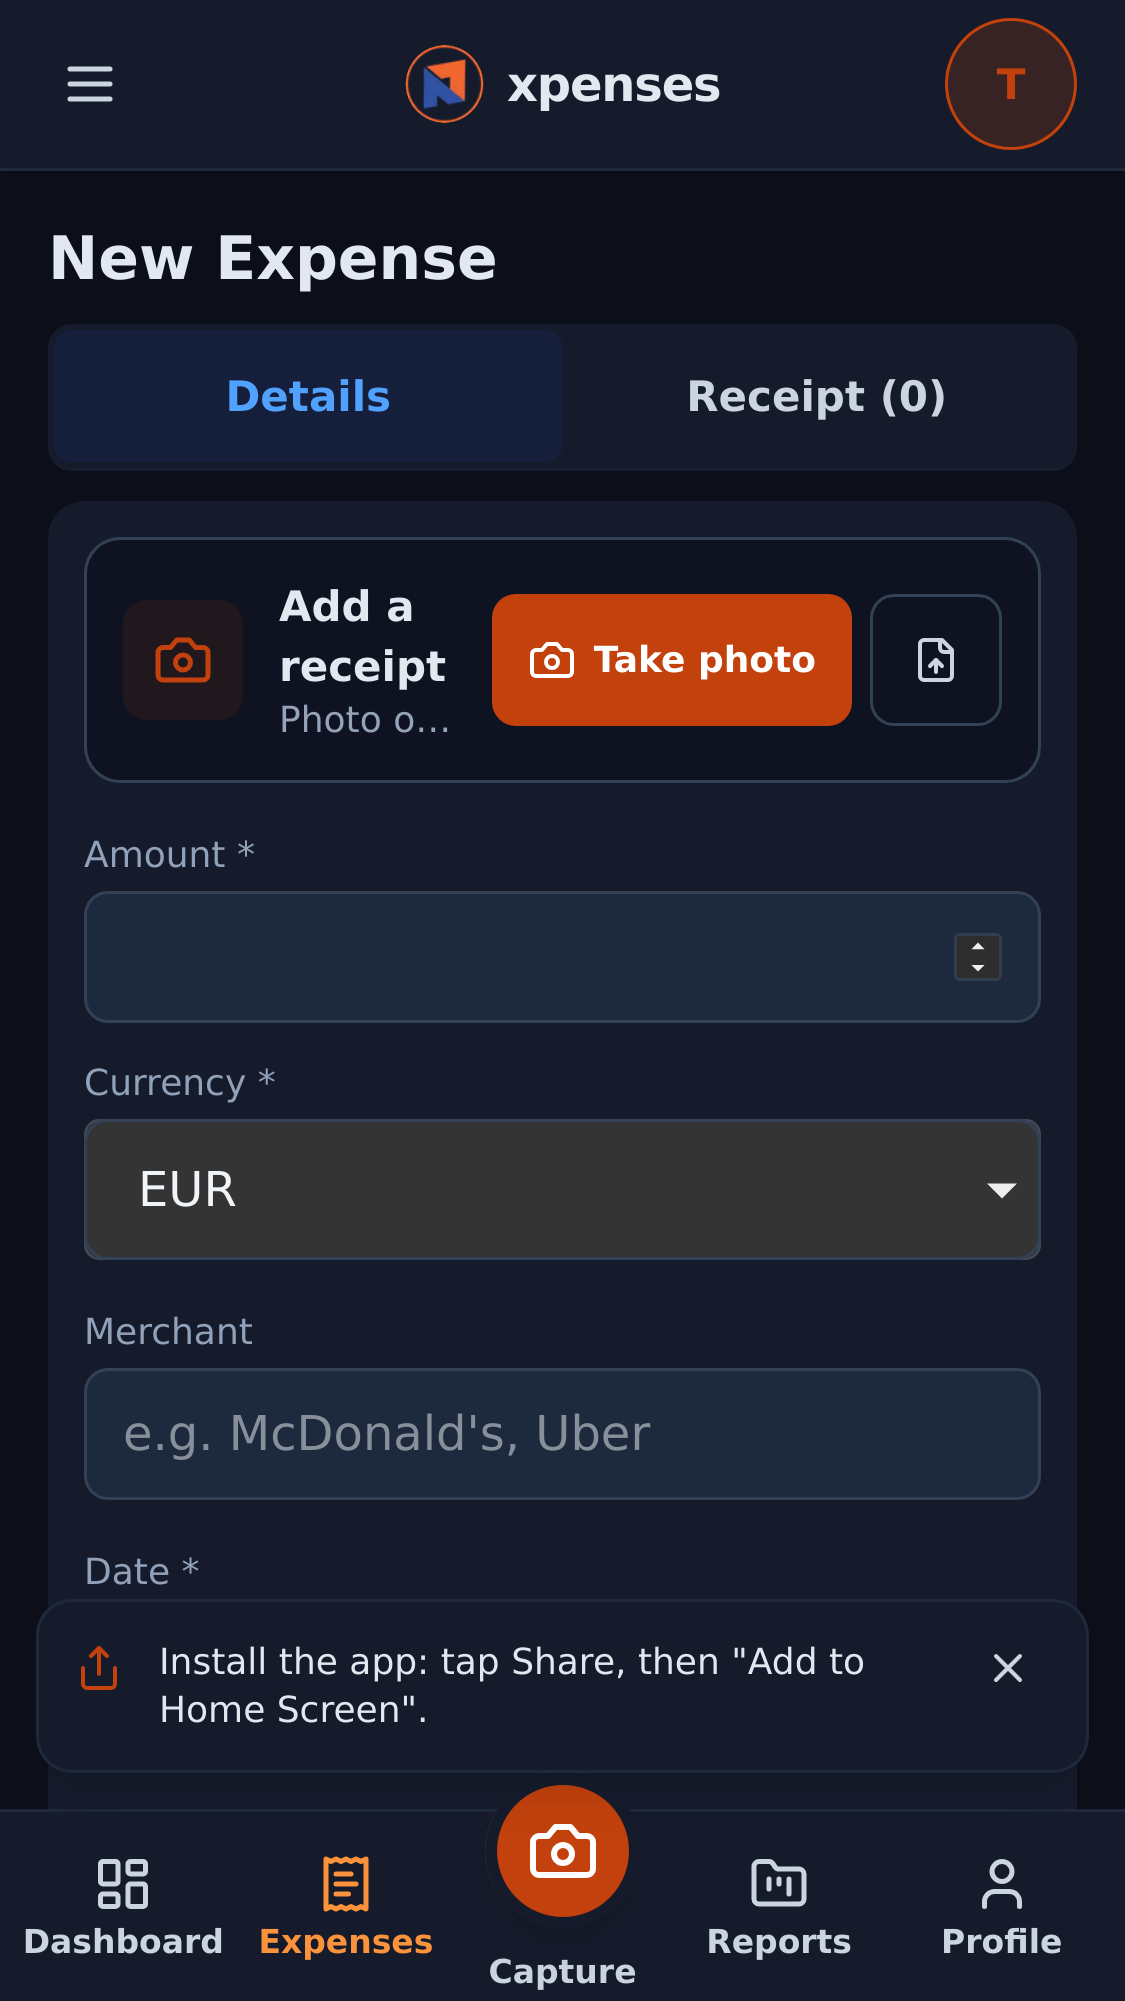 xpenses
T
New Expense
Details
Receipt (0)
Add a
receipt
Photo o...
Take photo
Amount *
Currency *
EUR
Merchant
e.g. McDonald's, Uber
Date *
Install the app: tap Share, then "Add to
Home Screen".
Dashboard
Expenses
Capture
Reports
Profile